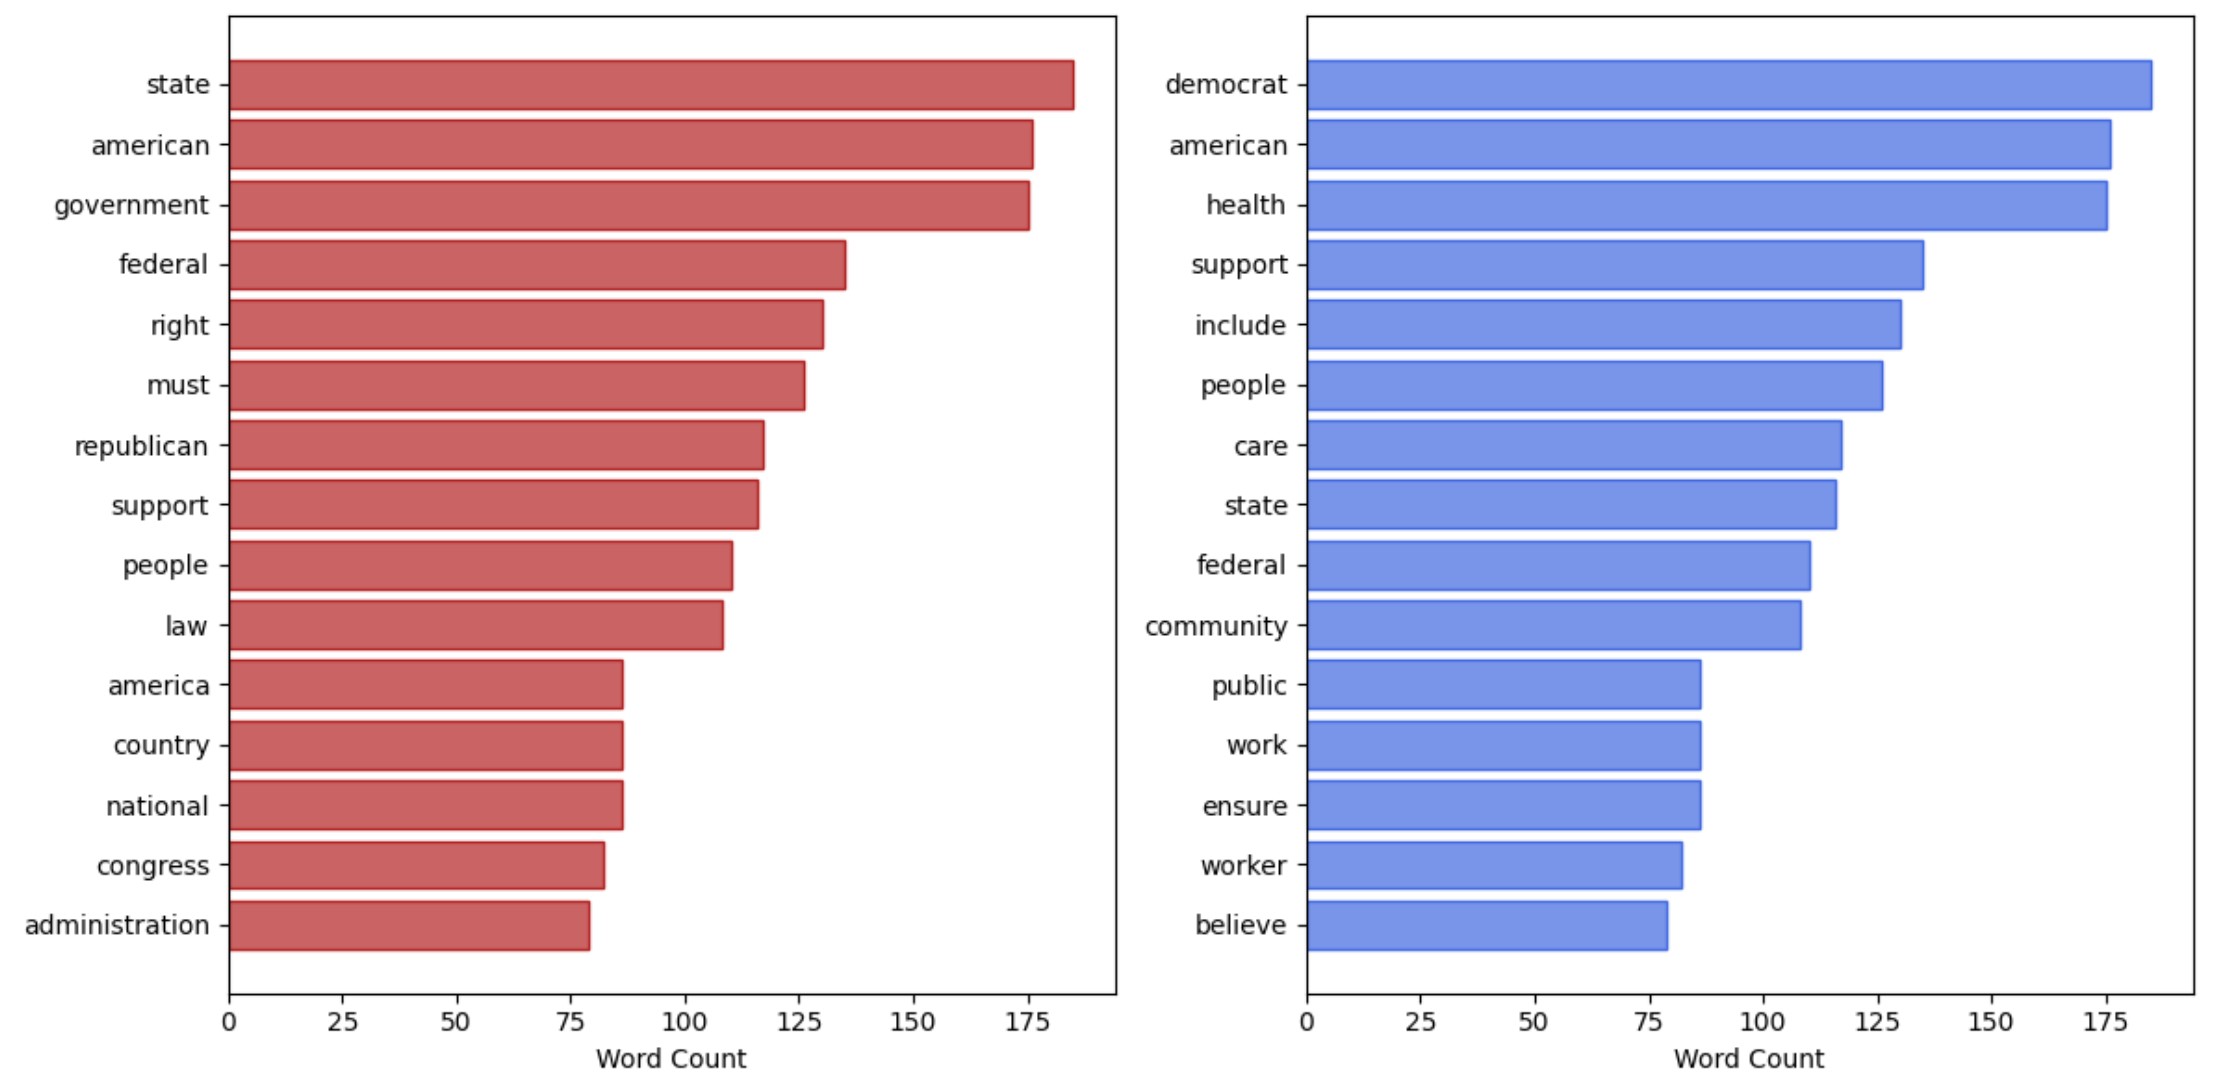 state
american
government
federal
right
must
republican
support
people
law
america
country
national
congress
administration
0 25 50 75 100 125 150 175
Word Count
democrat
american
health
support
include
people
care
state
federal
community
public
work
ensure
worker
believe
0 25 50 75 100 125 150 175
Word Count